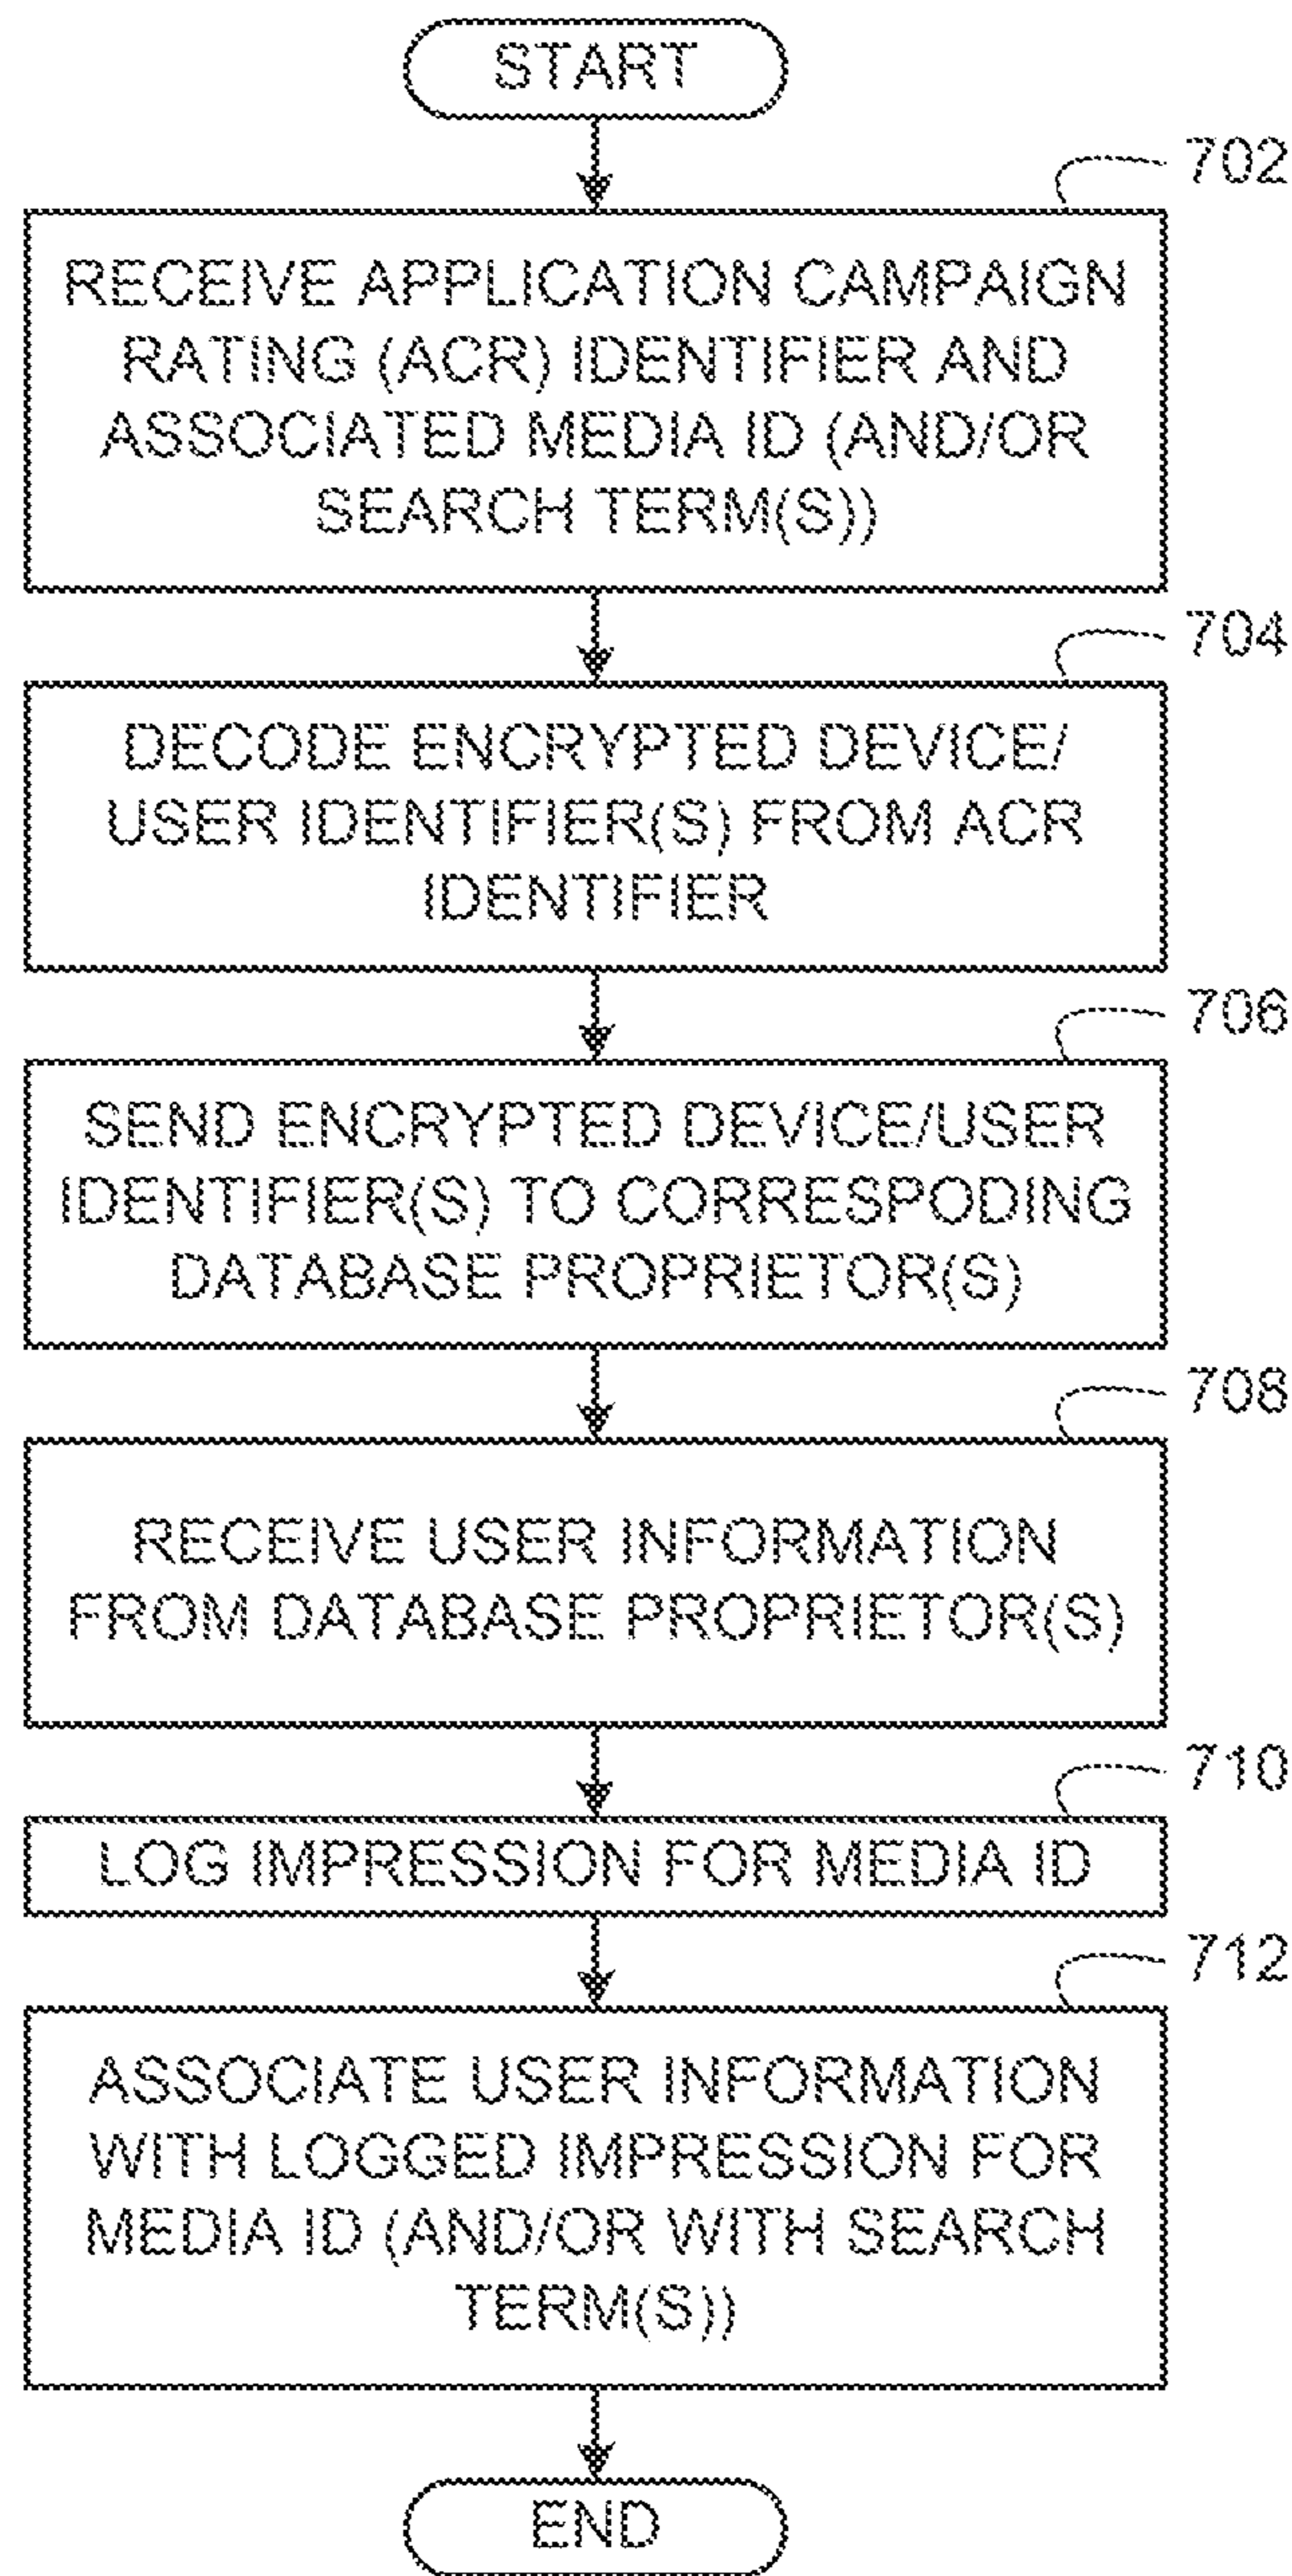 START
702
RECEIVE APPLICATION CAMPAIGN
RATING (ACR) IDENTIFIER AND
ASSOCIATED MEDIA ID (AND/OR
SEARCH TERM(S))
704
DECODE ENCRYPTED DEVICE/
USER IDENTIFIER(S) FROM ACR
IDENTIFIER
706
SEND ENCRYPTED DEVICE/USER
IDENTIFIER(S) TO CORRESPODING
DATABASE PROPRIETOR(S)
708
RECEIVE USER INFORMATION
FROM DATABASE PROPRIETOR(S)
710
LOG IMPRESSION FOR MEDIA ID
712
ASSOCIATE USER INFORMATION
WITH LOGGED IMPRESSION FOR
MEDIA ID (AND/OR WITH SEARCH
TERM(S))
END